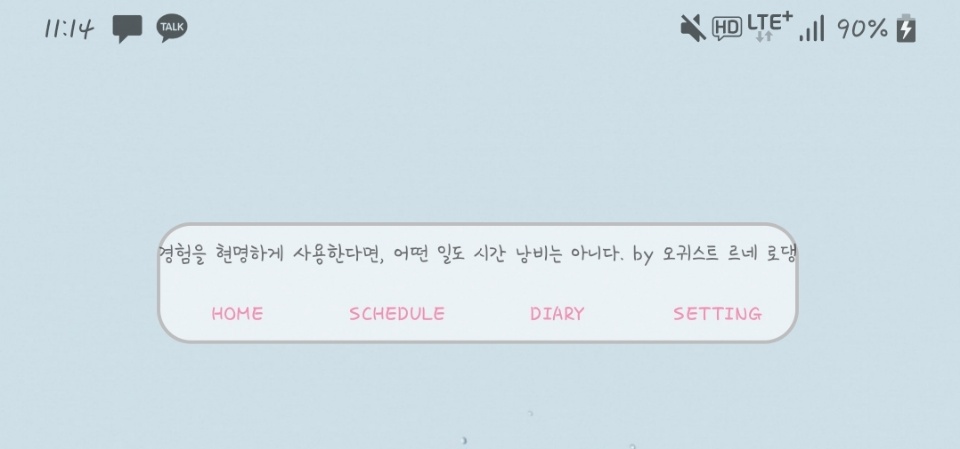 11:14 TALK HD LTE+ 90%
경험을 현명하게 사용한다면, 어떤 일도 시간 낭비는 아니다. by 오귀스트 르네 로댕
HOME SCHEDULE DIARY SETTING